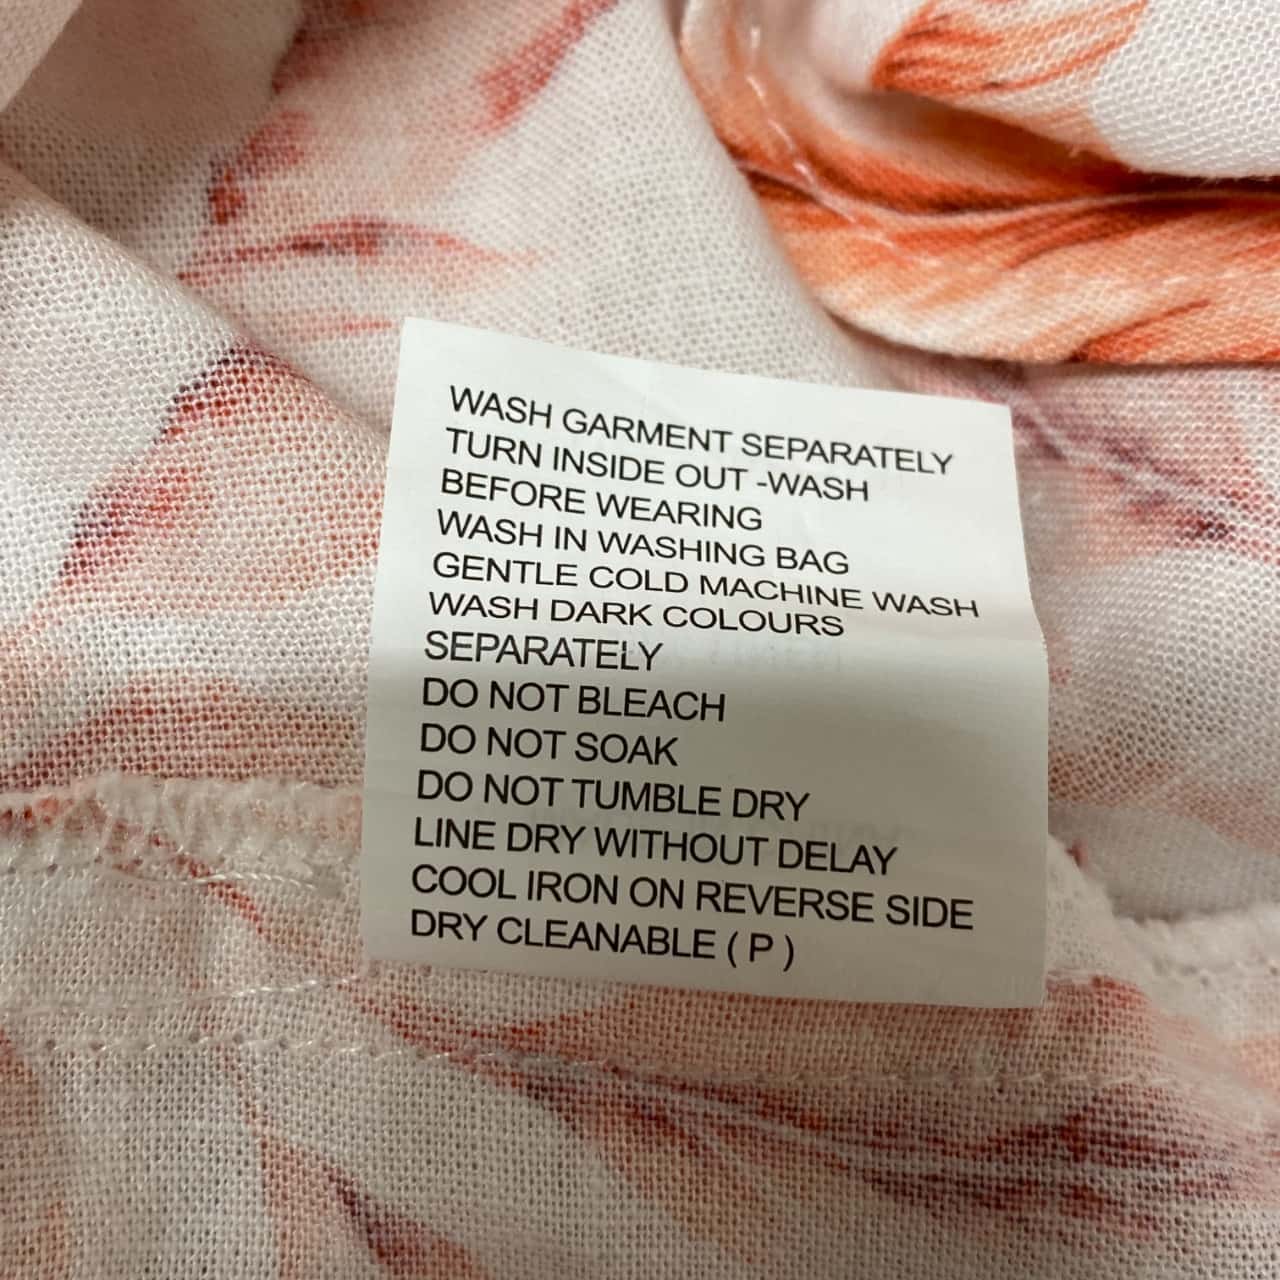 WASH GARMENT SEPARATELY
TURN INSIDE OUT -WASH
BEFORE WEARING
WASH IN WASHING BAG
GENTLE COLD MACHINE WASH
WASH DARK COLOURS
SEPARATELY
DO NOT BLEACH
DO NOT SOAK
DO NOT TUMBLE DRY
LINE DRY WITHOUT DELAY
COOL IRON ON REVERSE SIDE
DRY CLEANABLE ( P )